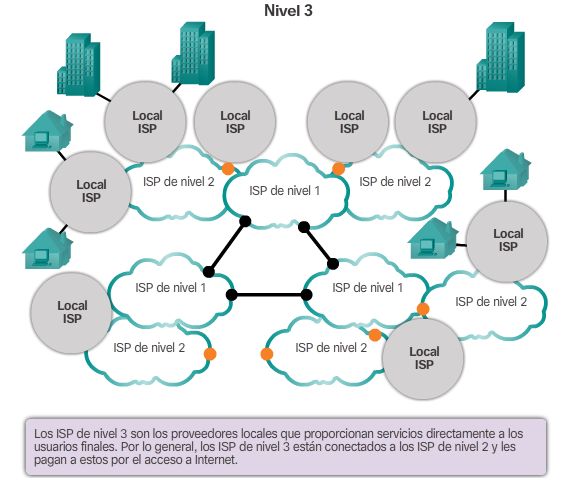 Nivel 3
Local
ISP
Local
ISP
Local
ISP
Local
ISP
Local
ISP
ISP de nivel 2
ISP de nivel 1
ISP de nivel 2
Local
ISP
Local
ISP
ISP de nivel 1
ISP de nivel 1
ISP de nivel 2
ISP de nivel 2
ISP de nivel 2
Local
ISP
Los ISP de nivel 3 son los proveedores locales que proporcionan servicios directamente a los
usuarios finales. Por lo general, los ISP de nivel 3 están conectados a los ISP de nivel 2 y les
pagan a estos por el acceso a Internet.